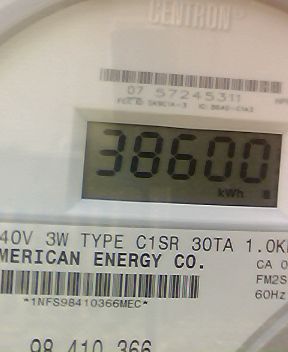 CENTRON
07 57245311
38600
kWh
40V 3W TYPE C1SR 30TA 1.0K
MERICAN ENERGY CO.
CA 0
FM2S
60Hz
*1NFS98410366MEC*
98 410 366